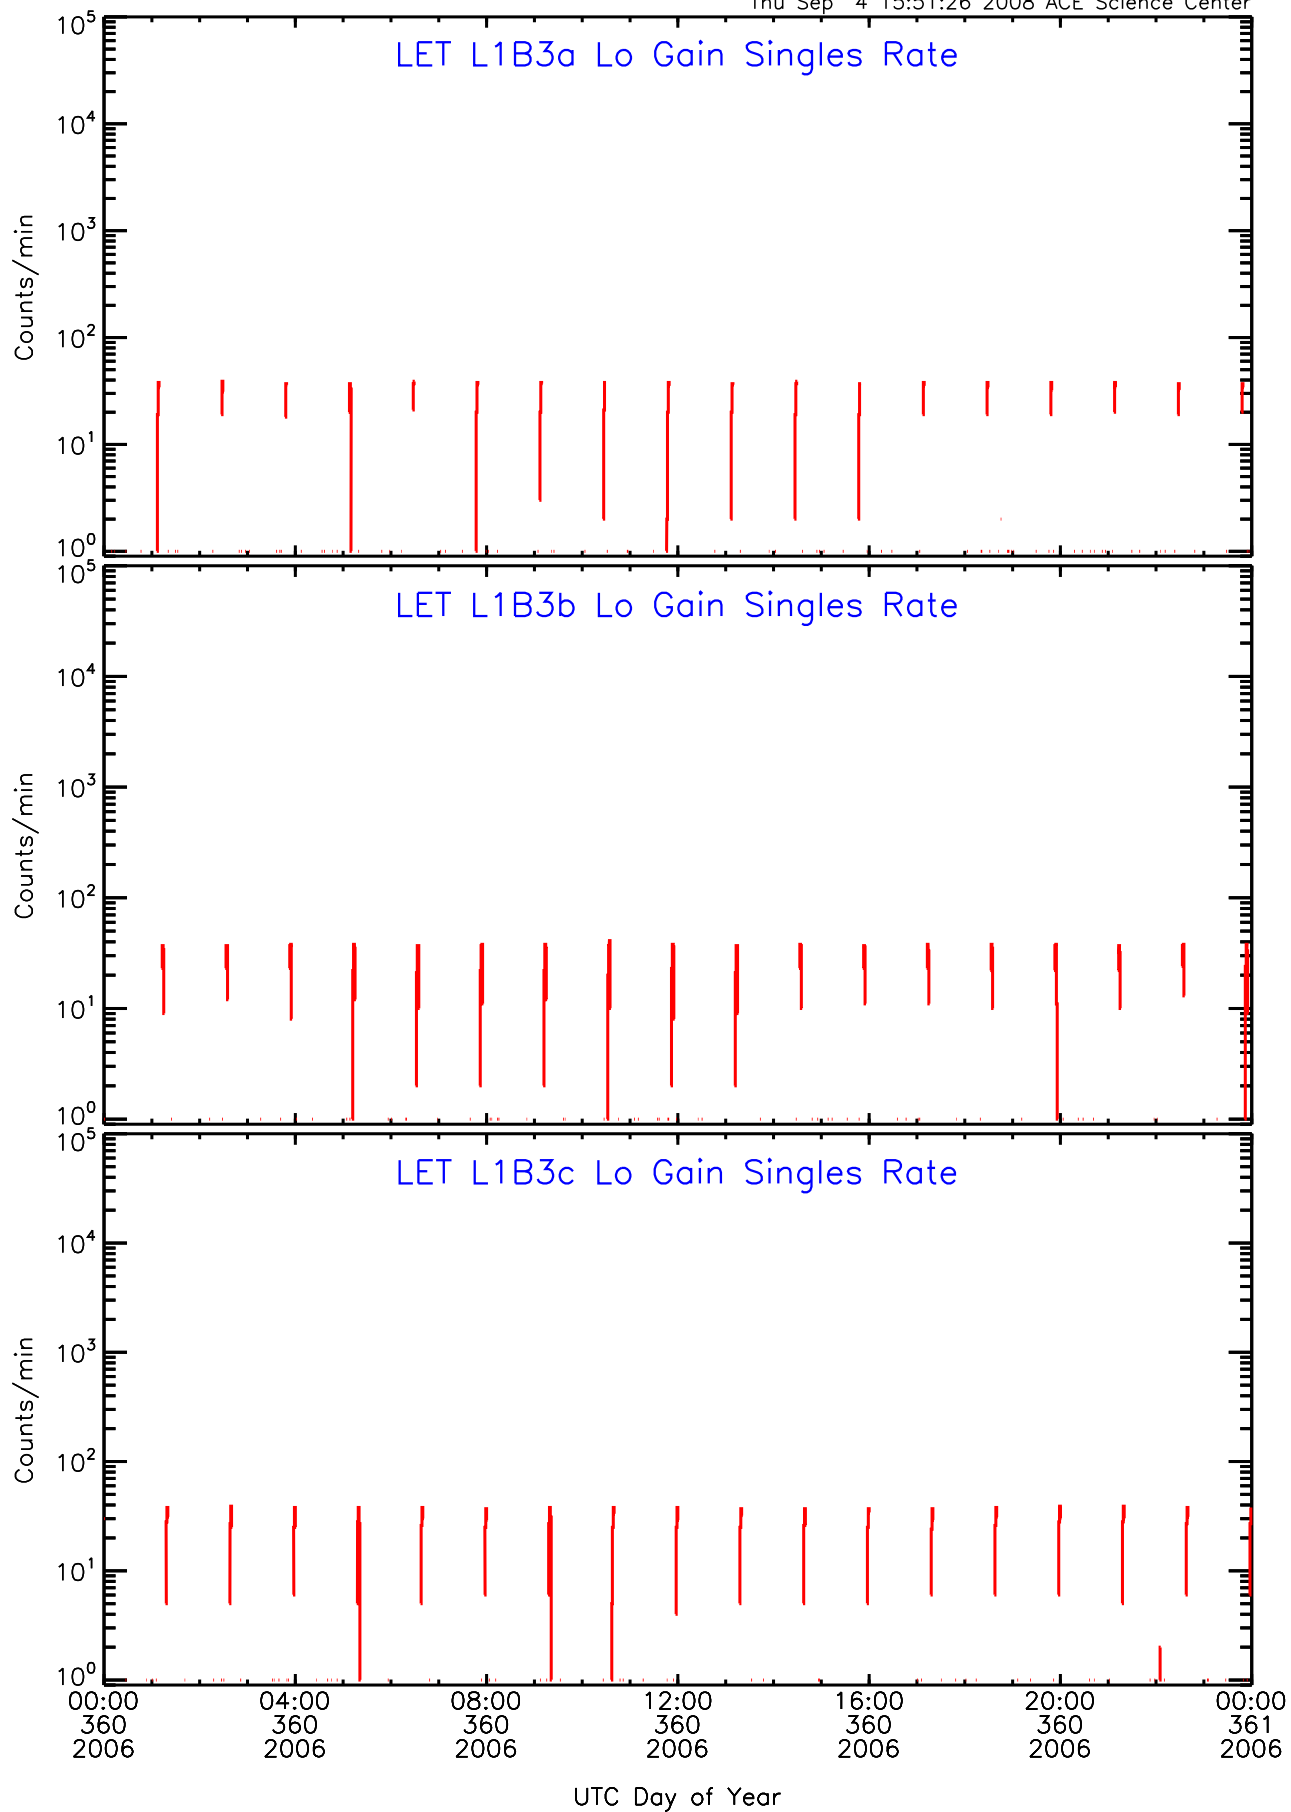 Thu Sep 4 15:51:26 2008 ACE Science Center
LET L1B3a Lo Gain Singles Rate
10^5
10^4
10^3
10^2
10^1
10^0
Counts/min
LET L1B3b Lo Gain Singles Rate
10^5
10^4
10^3
10^2
10^1
10^0
Counts/min
LET L1B3c Lo Gain Singles Rate
10^5
10^4
10^3
10^2
10^1
10^0
Counts/min
00:00 04:00 08:00 12:00 16:00 20:00 00:00
360 360 360 360 360 360 361
2006 2006 2006 2006 2006 2006 2006
UTC Day of Year